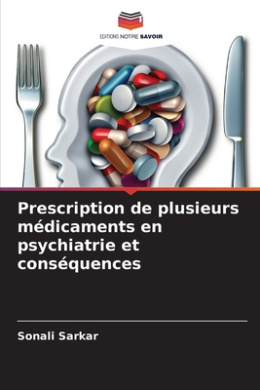 EDITIONS NOTRE SAVOIR
Prescription de plusieurs
médicaments en
psychiatrie et
conséquences
Sonali Sarkar